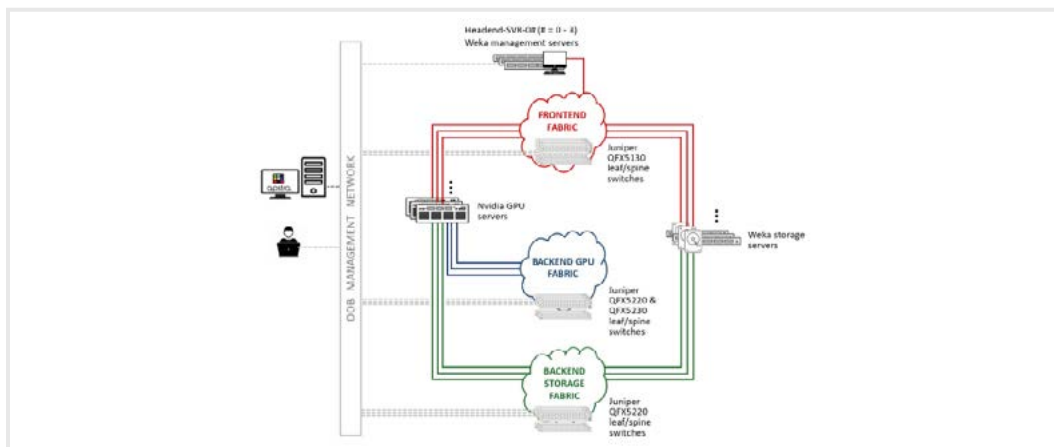 Headend-SVR-0# (# = 0 - 3)
Weka management servers
FRONTEND
FABRIC
Juniper
QFX5130
leaf/spine
switches
apstra
OOB MANAGEMENT NETWORK
Nvidia GPU
servers
Weka storage
servers
BACKEND GPU
FABRIC
Juniper
QFX5220 &
QFX5230
leaf/spine
switches
BACKEND
STORAGE
FABRIC
Juniper
QFX5220
leaf/spine
switches